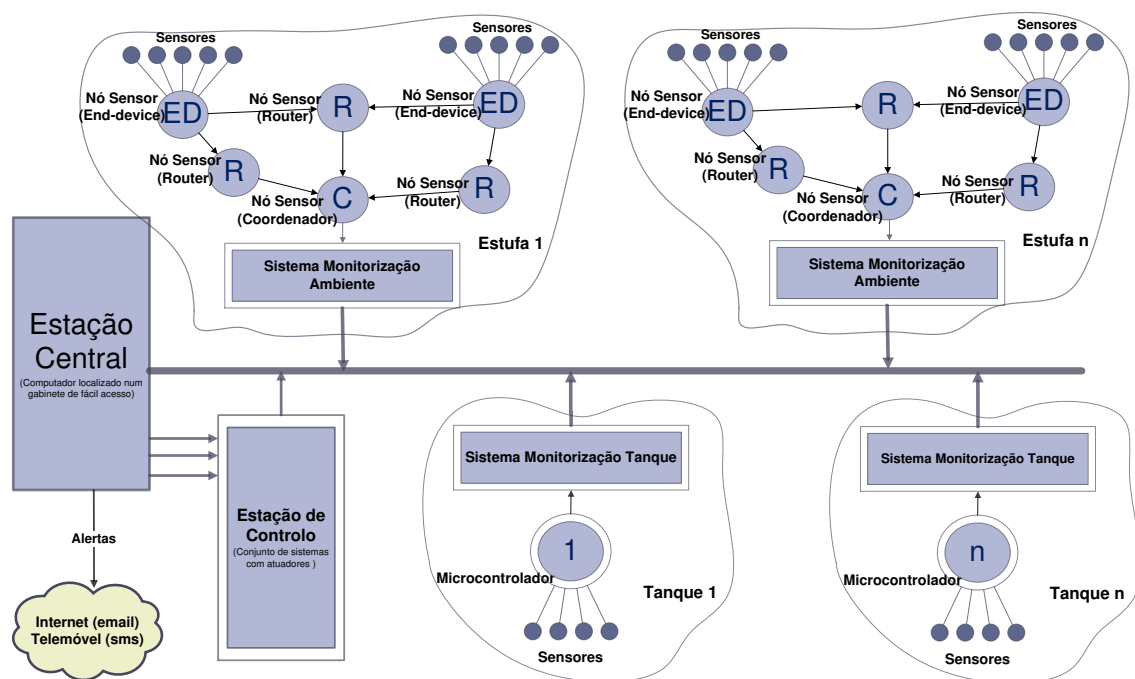 Sensores
Sensores
Nó Sensor
(End-device)
ED
Nó Sensor
(Router)
R
Nó Sensor
(End-device)
ED
Nó Sensor
(Router)
R
Nó Sensor
(Coordenador)
C
Nó Sensor
(Router)
R
Estufa 1
Sistema Monitorização
Ambiente
Sensores
Sensores
Nó Sensor
(End-device)
ED
R
Nó Sensor
(End-device)
ED
Nó Sensor
(Router)
R
Nó Sensor
(Coordenador)
C
Nó Sensor
(Router)
R
Estufa n
Sistema Monitorização
Ambiente
Estação
Central
(Computador localizado num
gabinete de fácil acesso)
Estação de
Controlo
(Conjunto de sistemas
com atuadores )
Alertas
Internet (email)
Telemóvel (sms)
Sistema Monitorização Tanque
1
Microcontrolador
Tanque 1
Sensores
Sistema Monitorização Tanque
n
Microcontrolador
Tanque n
Sensores